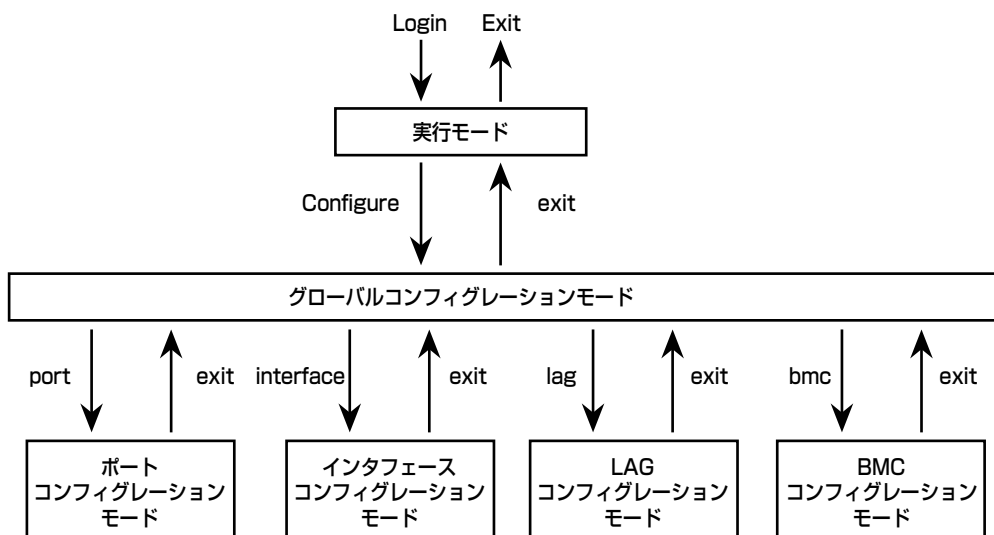 Login
Exit
実行モード
Configure
exit
グローバルコンフィグレーションモード
port
exit
interface
exit
lag
exit
bmc
exit
ポート
コンフィグレーション
モード
インタフェース
コンフィグレーション
モード
LAG
コンフィグレーション
モード
BMC
コンフィグレーション
モード